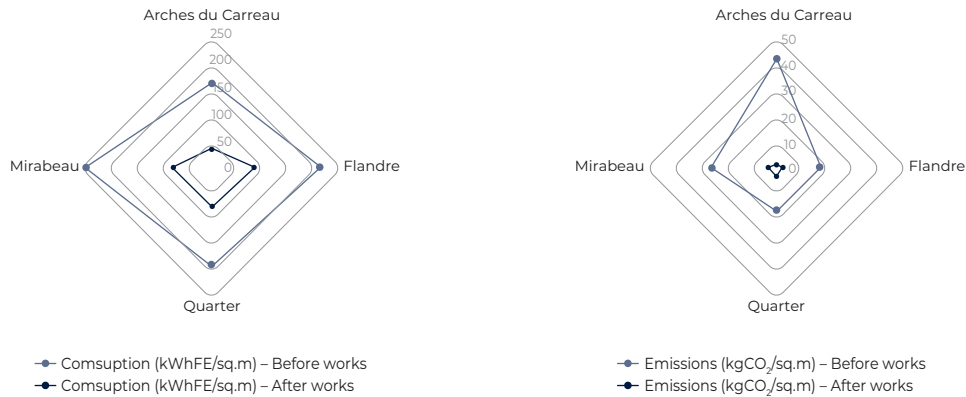 Arches du Carreau
250
200
150
100
50
0
Mirabeau
Flandre
Quarter
Comsuption (kWhFE/sq.m) – Before works
Comsuption (kWhFE/sq.m) – After works
Arches du Carreau
50
40
30
20
10
0
Mirabeau
Flandre
Quarter
Emissions (kgCO₂/sq.m) – Before works
Emissions (kgCO₂/sq.m) – After works